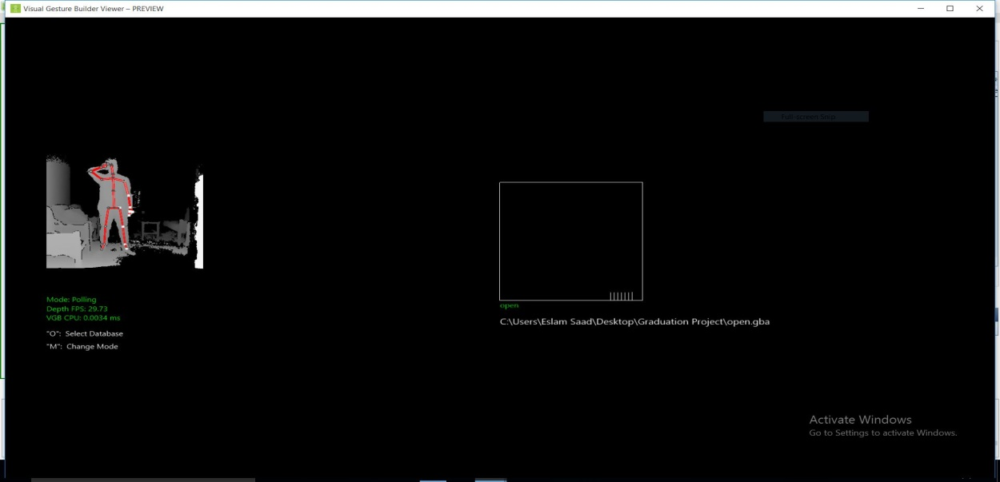 Visual Gesture Builder Viewer – PREVIEW
Full-screen Snip
Mode: Polling
Depth FPS: 29.73
VGB CPU: 0.0034 ms
"O": Select Database
"M": Change Mode
open
C:\Users\Eslam Saad\Desktop\Graduation Project\open.gba
Activate Windows
Go to Settings to activate Windows.